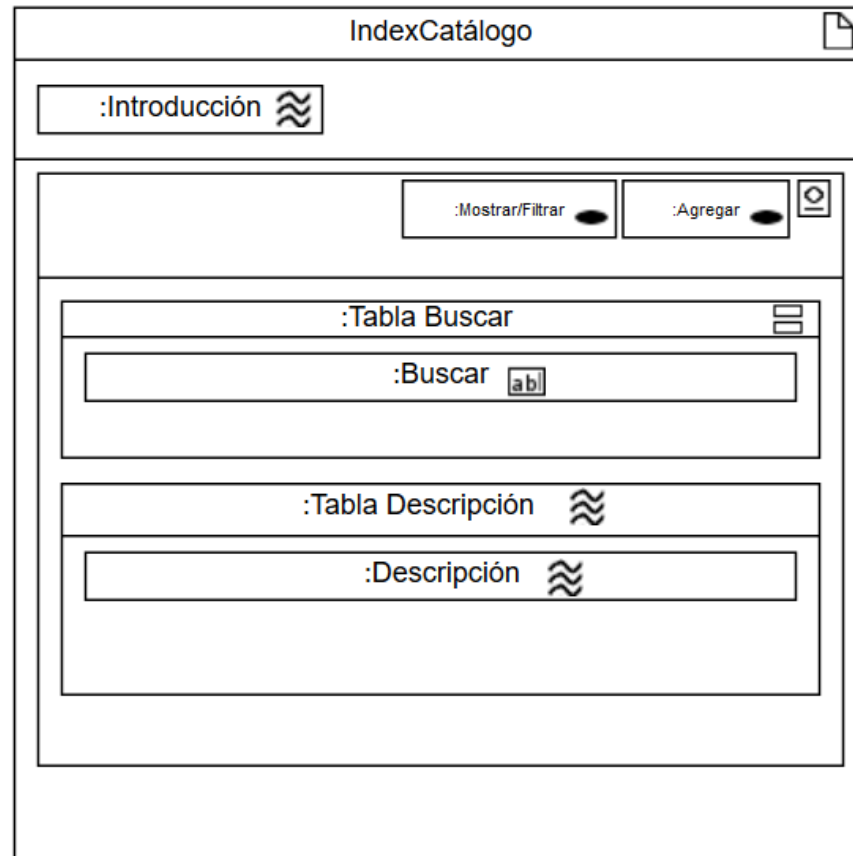 IndexCatálogo
:Introducción
:Mostrar/Filtrar
:Agregar
:Tabla Buscar
:Buscar
ab
:Tabla Descripción
:Descripción